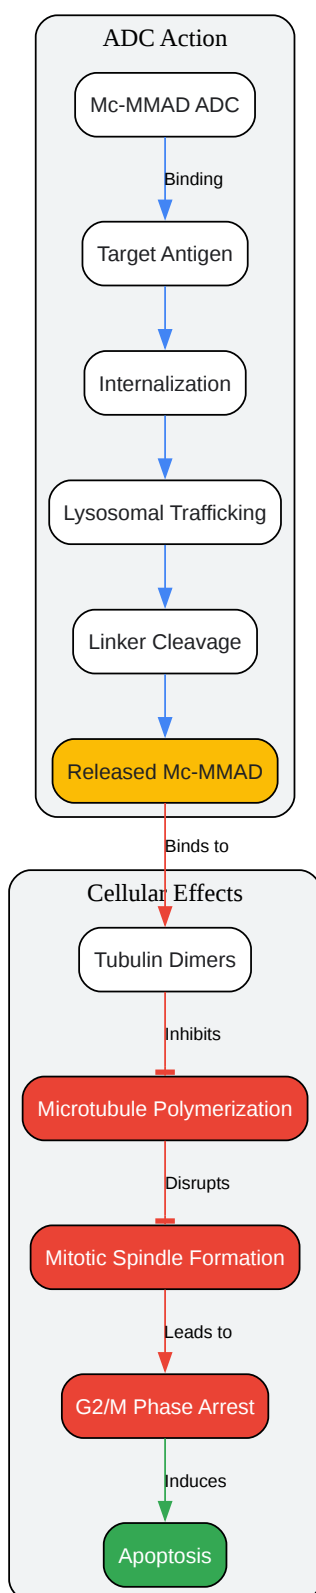 ADC Action
Mc-MMAD ADC
Binding
Target Antigen
Internalization
Lysosomal Trafficking
Linker Cleavage
Released Mc-MMAD
Binds to
Cellular Effects
Tubulin Dimers
Inhibits
Microtubule Polymerization
Disrupts
Mitotic Spindle Formation
Leads to
G2/M Phase Arrest
Induces
Apoptosis